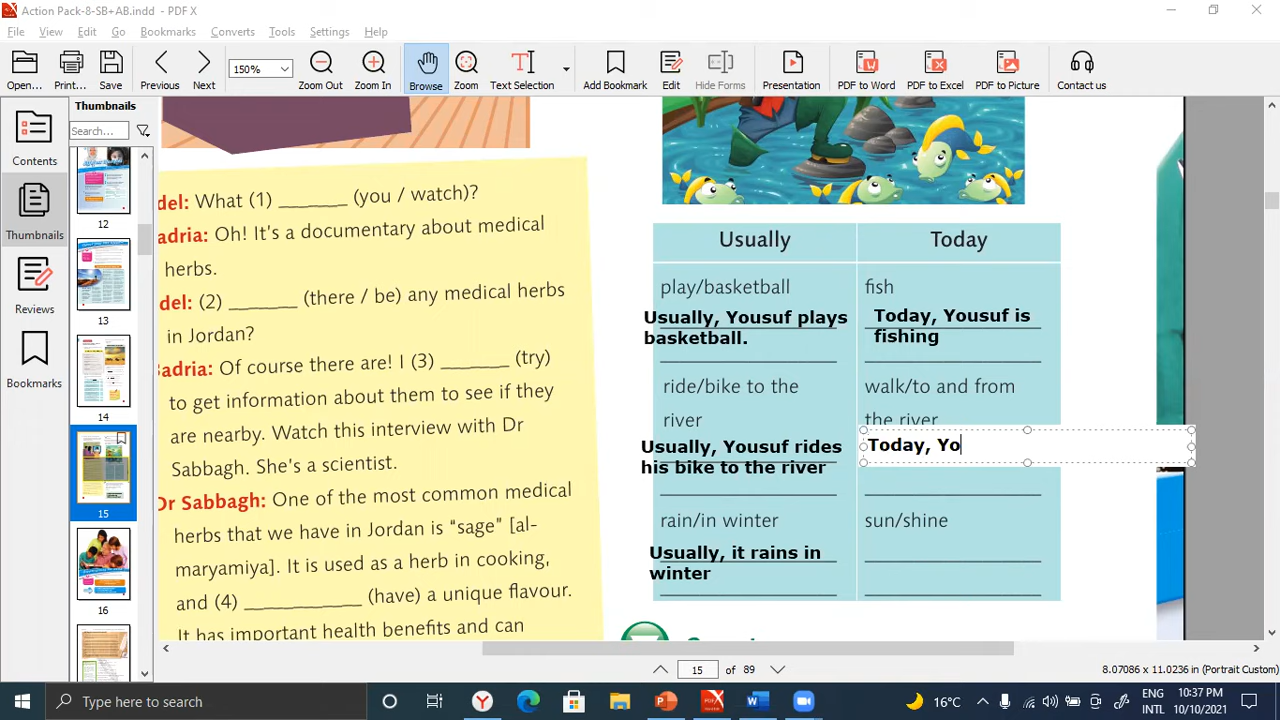 Action Pack-8-SB+AB.indd - PDF X
File View Edit Go Bookmarks Converts Tools Settings Help
Open... Print... Save Previous Next 150% Zoom Out Zoom In Browse Zoom Text Selection Add Bookmark Edit Hide Forms Presentation PDF to Word PDF to Excel PDF to Picture Contact us
Contents
Thumbnails
Reviews
Bookmarks
Thumbnails
Search...
12
13
14
15
16
del: What (1) _______ (you / watch)?
adria: Oh! It's a documentary about medical
herbs.
del: (2) _______ (there / be) any medical herbs
in Jordan?
adria: Of course there are! I (3) _______ (try)
to get information about them to see if they
are nearby. Watch this interview with Dr
Sabbagh. She's a scientist.
Dr Sabbagh: One of the most common medical
herbs that we have in Jordan is “sage” [al-
maryamiya]. It is used as a herb in cooking,
and (4) ____________ (have) a unique flavour.
It has important health benefits and can
Usually
Today
play/basketball
Usually, Yousuf plays
basketball.
fish
Today, Yousuf is
fishing
ride/bike to the
river
Usually, Yousuf rides
his bike to the river
walk/to and from
the river
Today, Yo
rain/in winter
Usually, it rains in
winter
sun/shine
15 of 89
8.07086 x 11.0236 in (Portrait Custom)
Type here to search
16°C
ENG
INTL
10:37 PM
10/10/2021